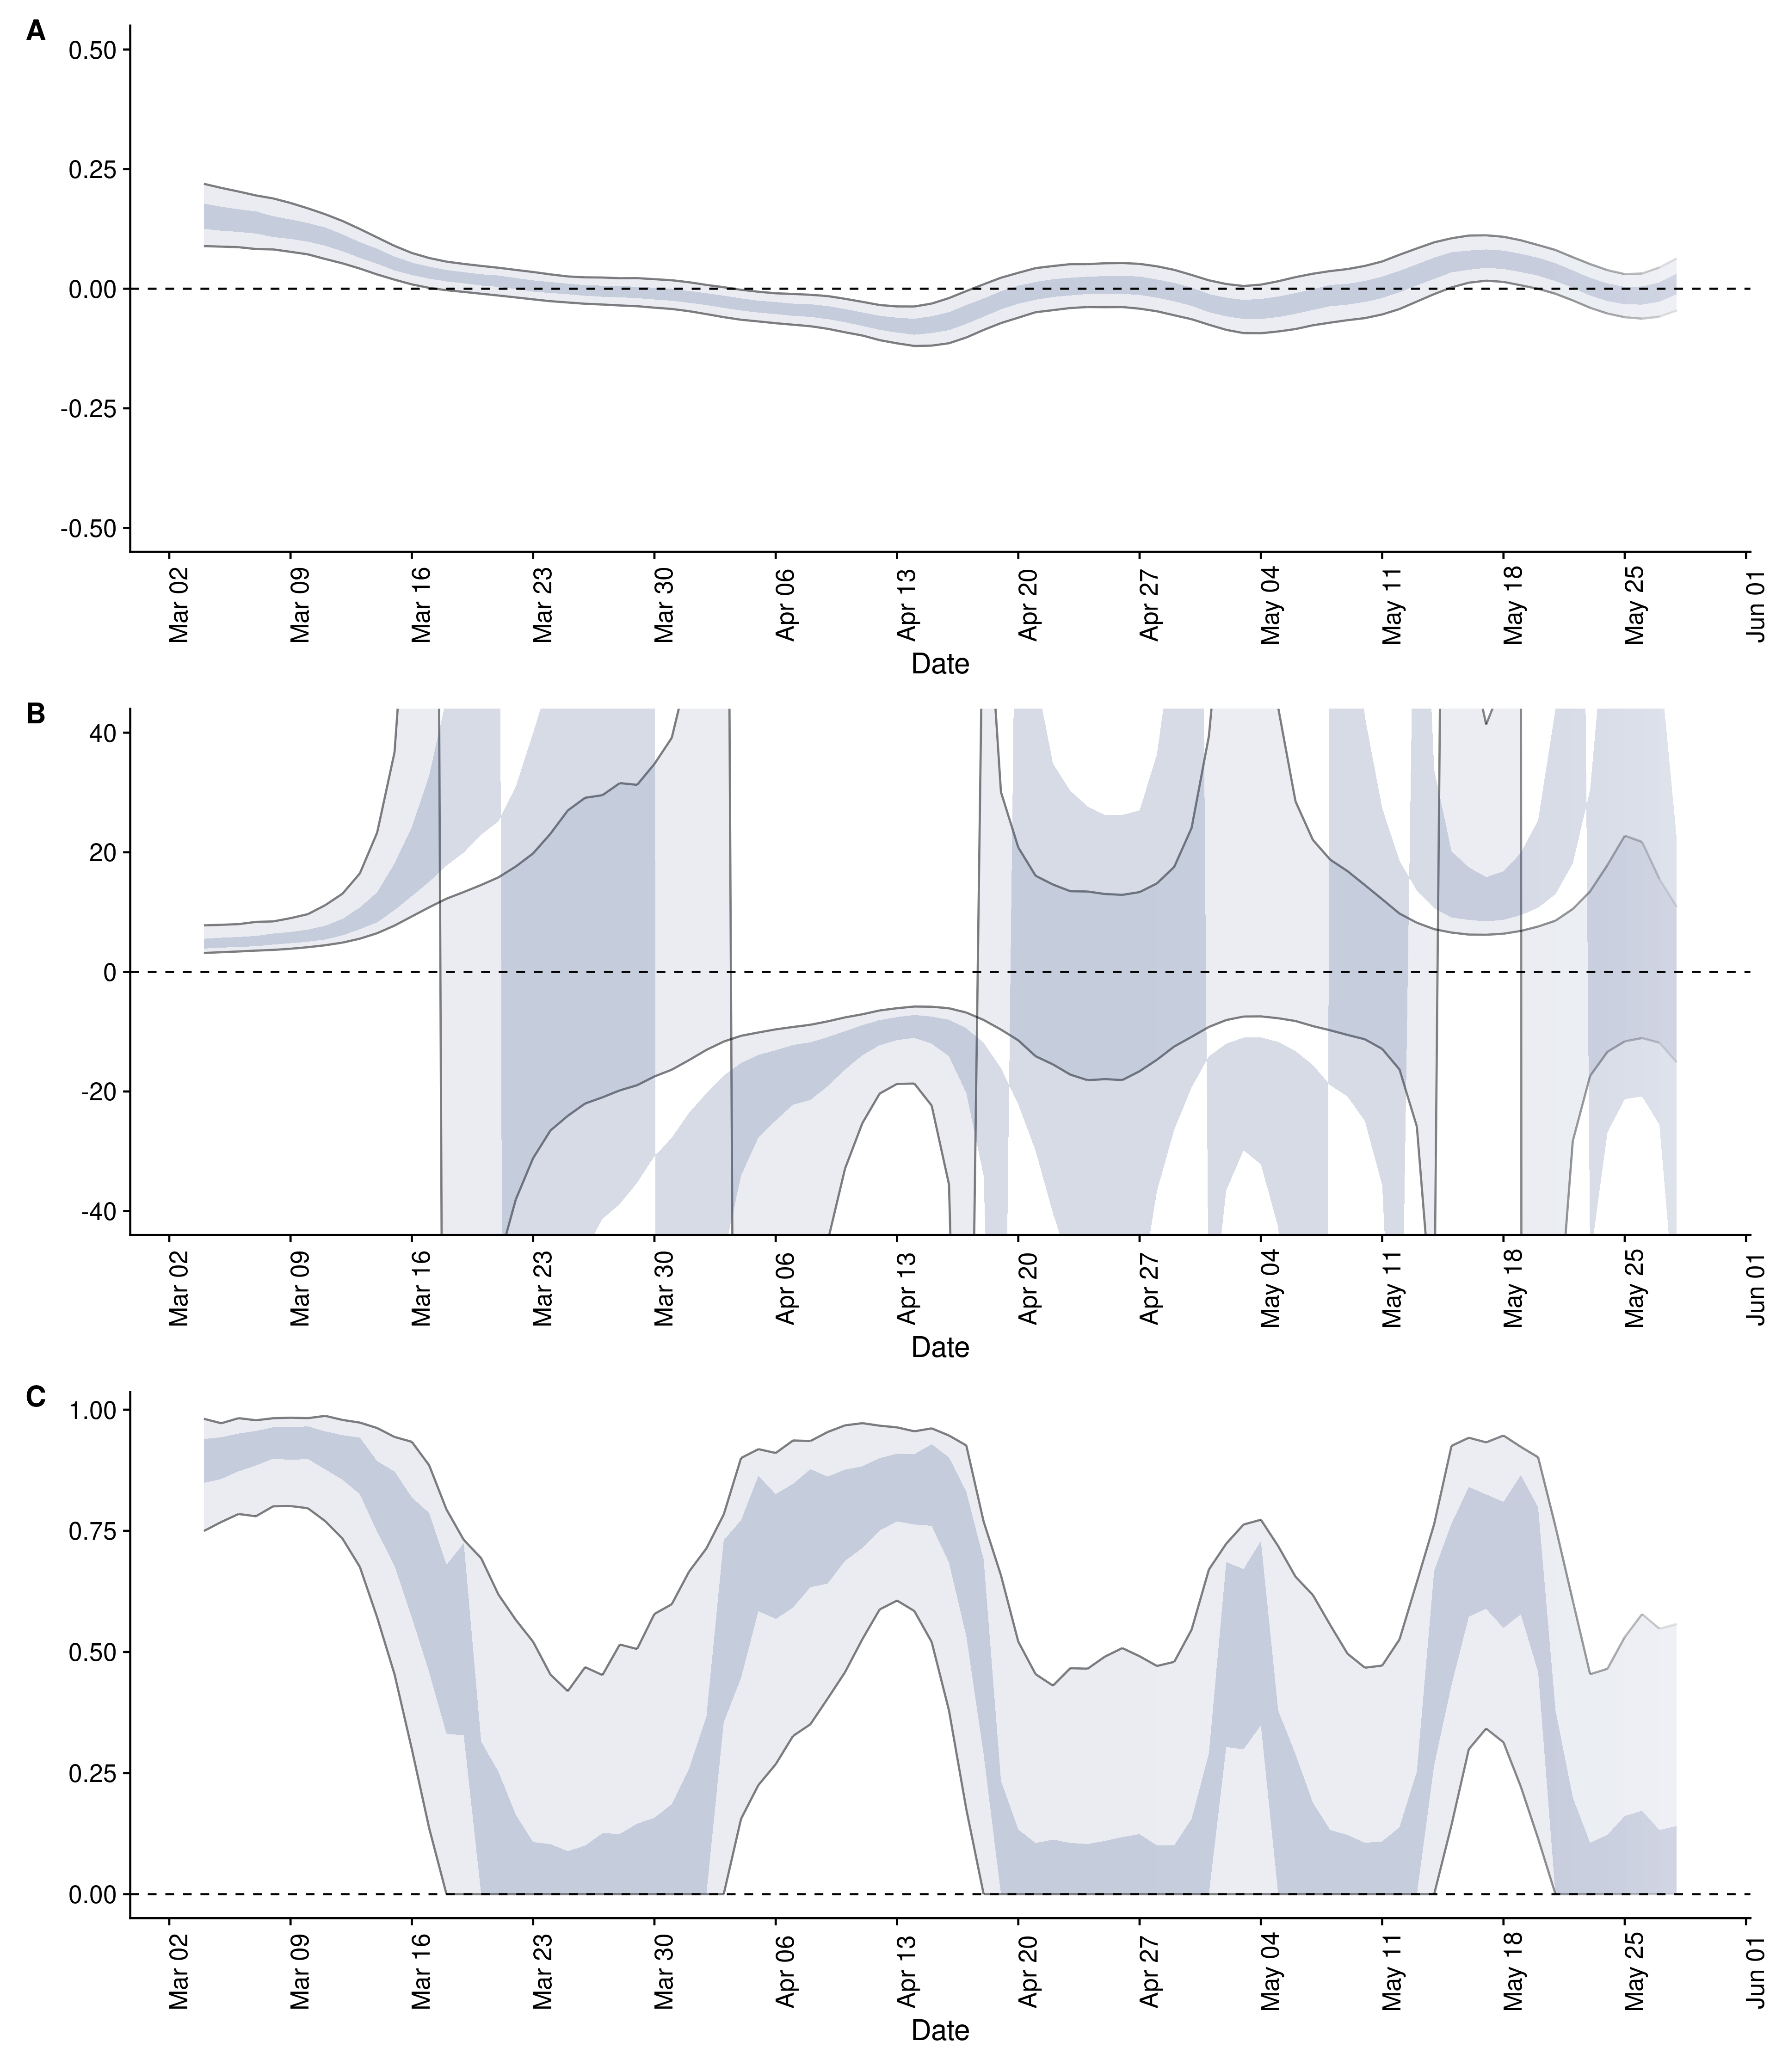 A
0.50
0.25
0.00
-0.25
-0.50
Mar 02
Mar 09
Mar 16
Mar 23
Mar 30
Apr 06
Apr 13
Apr 20
Apr 27
May 04
May 11
May 18
May 25
Jun 01
Date
B
40
20
0
-20
-40
Mar 02
Mar 09
Mar 16
Mar 23
Mar 30
Apr 06
Apr 13
Apr 20
Apr 27
May 04
May 11
May 18
May 25
Jun 01
Date
C
1.00
0.75
0.50
0.25
0.00
Mar 02
Mar 09
Mar 16
Mar 23
Mar 30
Apr 06
Apr 13
Apr 20
Apr 27
May 04
May 11
May 18
May 25
Jun 01
Date